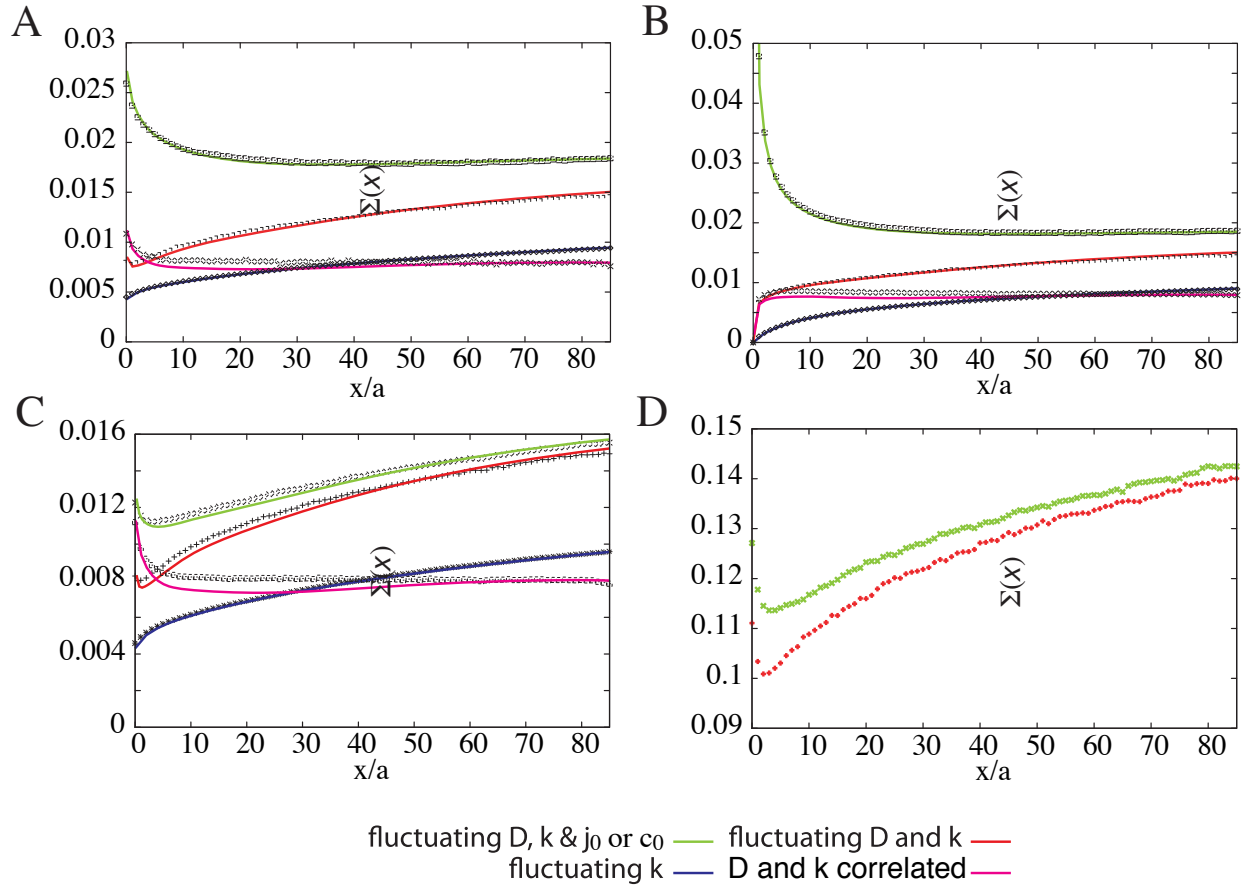 A
0.03
0.025
0.02
0.015
0.01
0.005
0
Σ(x)
0 10 20 30 40 50 60 70 80
x/a
B
0.05
0.04
0.03
0.02
0.01
0
Σ(x)
0 10 20 30 40 50 60 70 80
x/a
C
0.016
0.012
0.008
0.004
0
Σ(x)
0 10 20 30 40 50 60 70 80
x/a
D
0.15
0.14
0.13
0.12
0.11
0.1
0.09
Σ(x)
0 10 20 30 40 50 60 70 80
x/a
fluctuating D, k & j₀ or c₀
fluctuating D and k
fluctuating k
D and k correlated